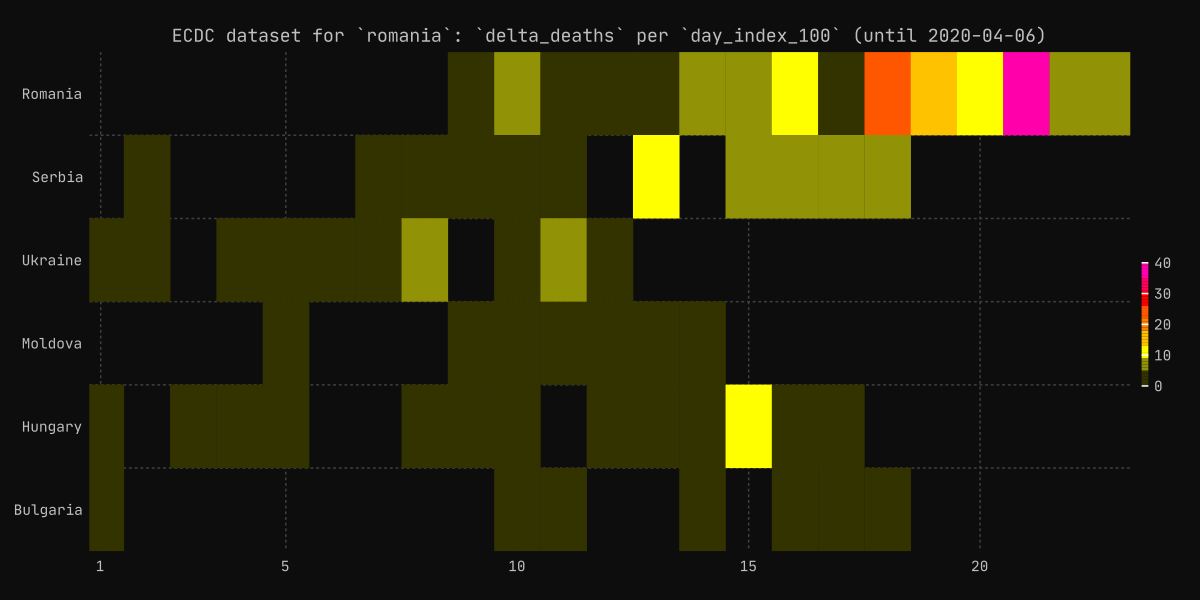 ECDC dataset for `romania`: `delta_deaths` per `day_index_100` (until 2020-04-06)
Romania
Serbia
Ukraine
Moldova
Hungary
Bulgaria
1 5 10 15 20
40
30
20
10
0